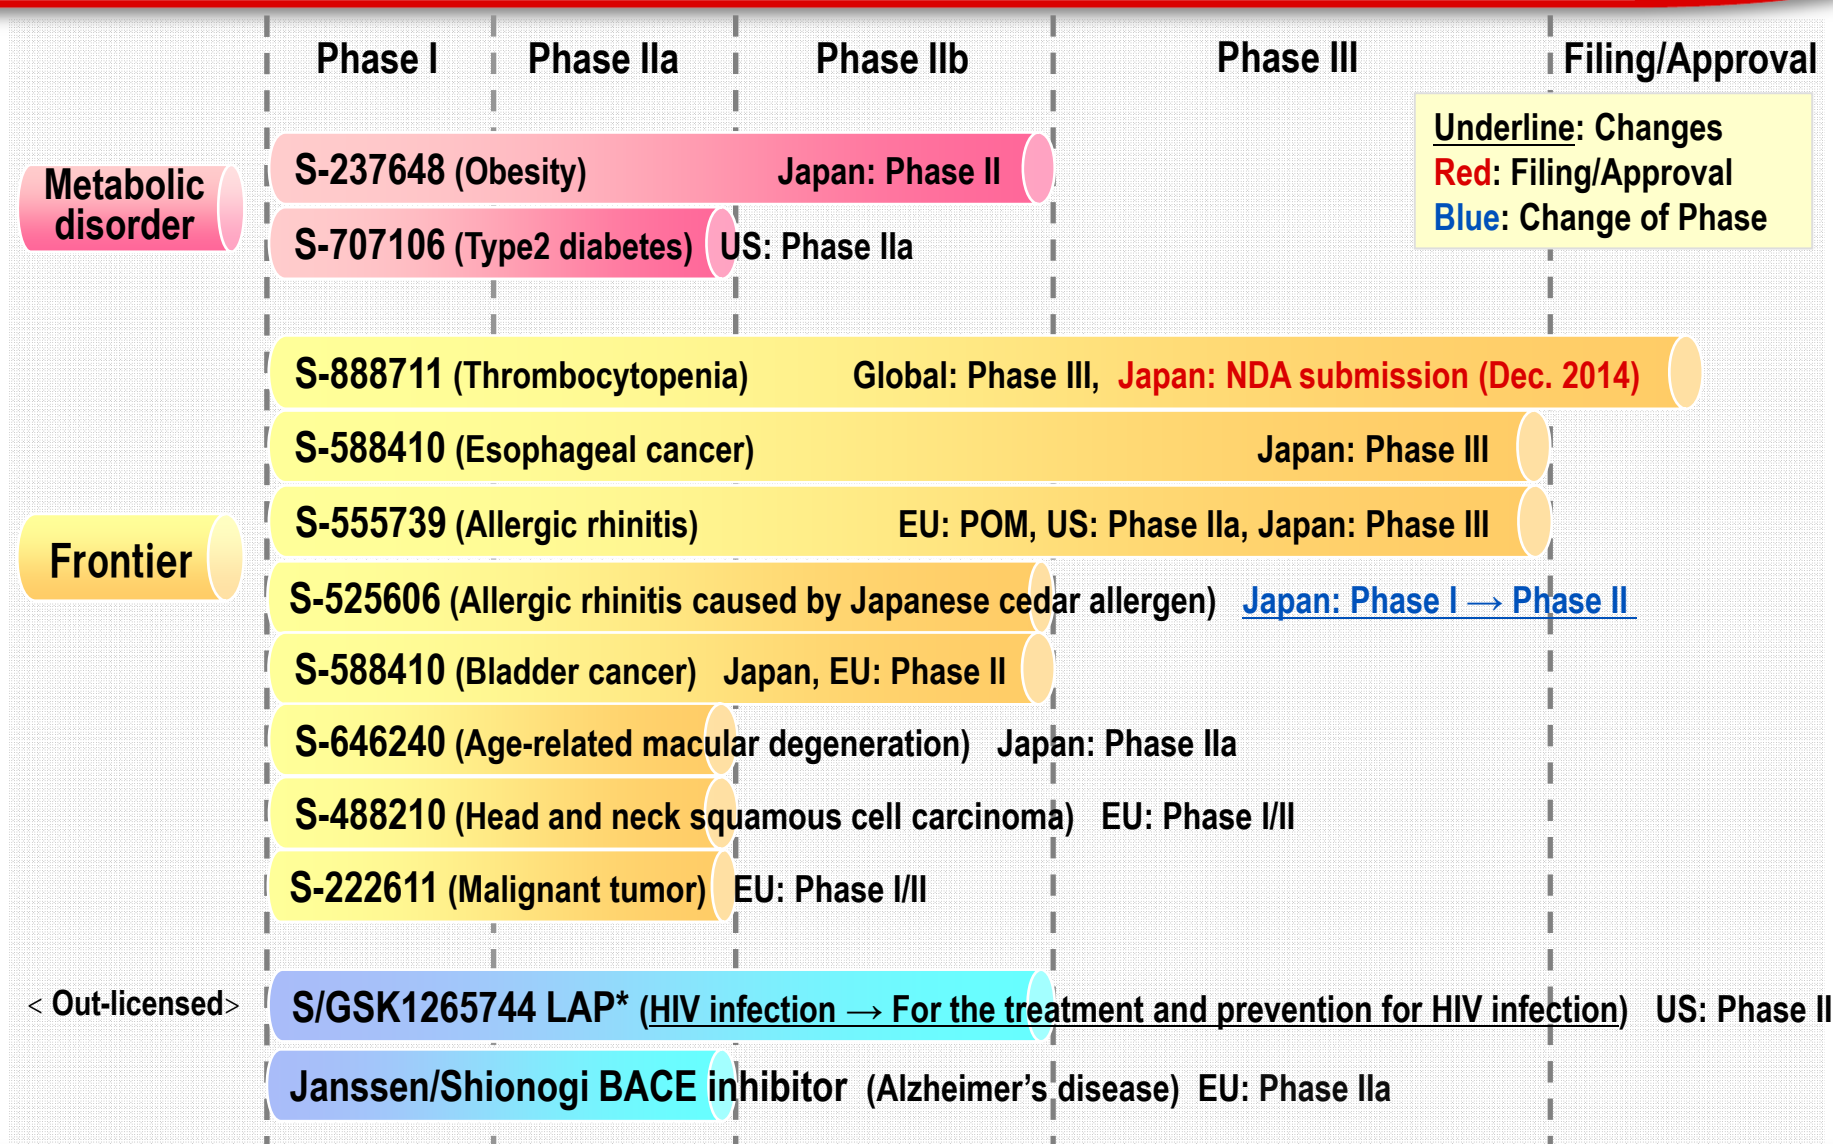 Phase I Phase IIa Phase IIb Phase III Filing/Approval
Underline: Changes
Red: Filing/Approval
Blue: Change of Phase
Metabolic
disorder
S-237648 (Obesity) Japan: Phase II
S-707106 (Type2 diabetes) US: Phase IIa
Frontier
S-888711 (Thrombocytopenia) Global: Phase III, Japan: NDA submission (Dec. 2014)
S-588410 (Esophageal cancer) Japan: Phase III
S-555739 (Allergic rhinitis) EU: POM, US: Phase IIa, Japan: Phase III
S-525606 (Allergic rhinitis caused by Japanese cedar allergen) Japan: Phase I → Phase II
S-588410 (Bladder cancer) Japan, EU: Phase II
S-646240 (Age-related macular degeneration) Japan: Phase IIa
S-488210 (Head and neck squamous cell carcinoma) EU: Phase I/II
S-222611 (Malignant tumor) EU: Phase I/II
< Out-licensed>
S/GSK1265744 LAP* (HIV infection → For the treatment and prevention for HIV infection) US: Phase II
Janssen/Shionogi BACE inhibitor (Alzheimer's disease) EU: Phase IIa